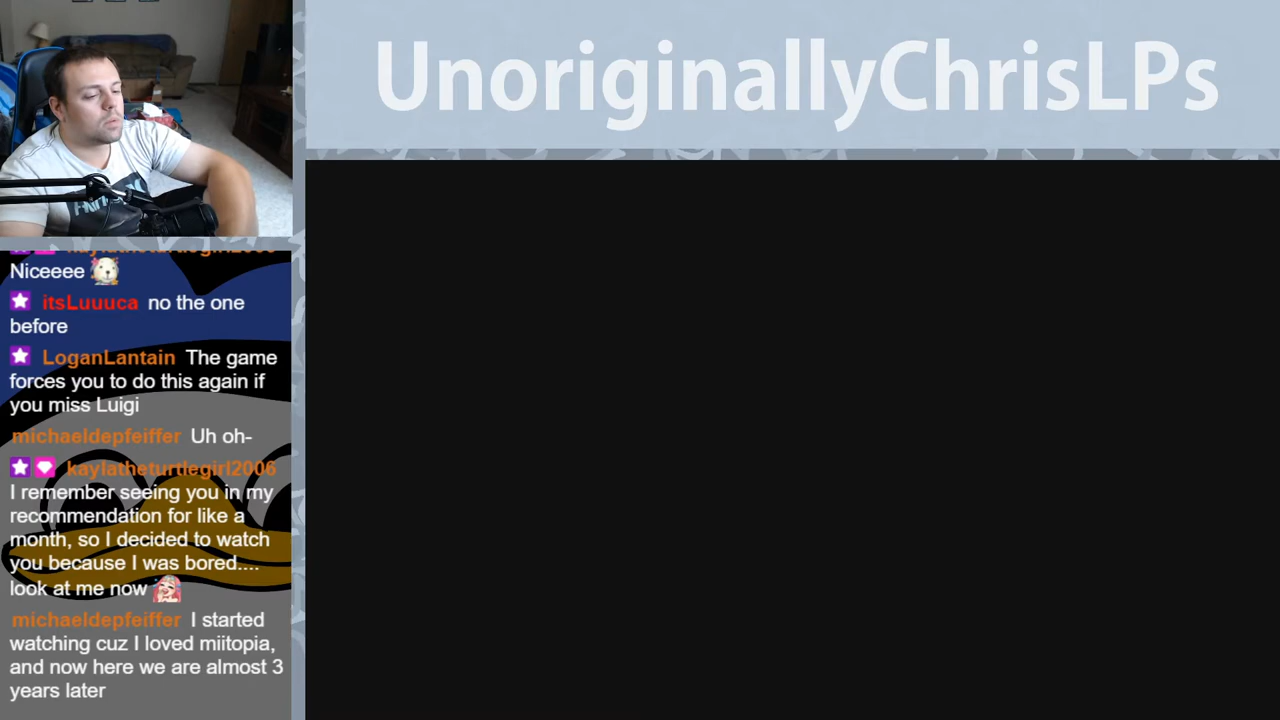 UnoriginallyChrisLPs
kaylatheturtlegirl2006
Niceeee
itsLuuuca no the one
before
LoganLantain The game
forces you to do this again if
you miss Luigi
michaeldepfeiffer Uh oh-
kaylatheturtlegirl2006
I remember seeing you in my
recommendation for like a
month, so I decided to watch
you because I was bored....
look at me now
michaeldepfeiffer I started
watching cuz I loved miitopia,
and now here we are almost 3
years later